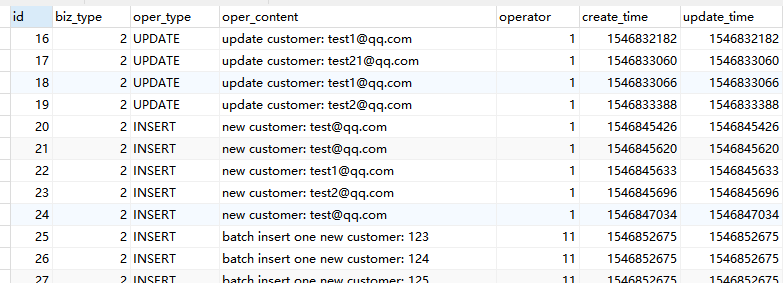 id biz_type oper_type oper_content operator create_time update_time
16 2 UPDATE update customer: test1@qq.com 1 1546832182 1546832182
17 2 UPDATE update customer: test21@qq.com 1 1546833060 1546833060
18 2 UPDATE update customer: test1@qq.com 1 1546833066 1546833066
19 2 UPDATE update customer: test2@qq.com 1 1546833388 1546833388
20 2 INSERT new customer: test@qq.com 1 1546845426 1546845426
21 2 INSERT new customer: test@qq.com 1 1546845620 1546845620
22 2 INSERT new customer: test1@qq.com 1 1546845633 1546845633
23 2 INSERT new customer: test2@qq.com 1 1546845696 1546845696
24 2 INSERT new customer: test@qq.com 1 1546847034 1546847034
25 2 INSERT batch insert one new customer: 123 11 1546852675 1546852675
26 2 INSERT batch insert one new customer: 124 11 1546852675 1546852675
27 2 INSERT batch insert one new customer: 125 11 1546852675 1546852675